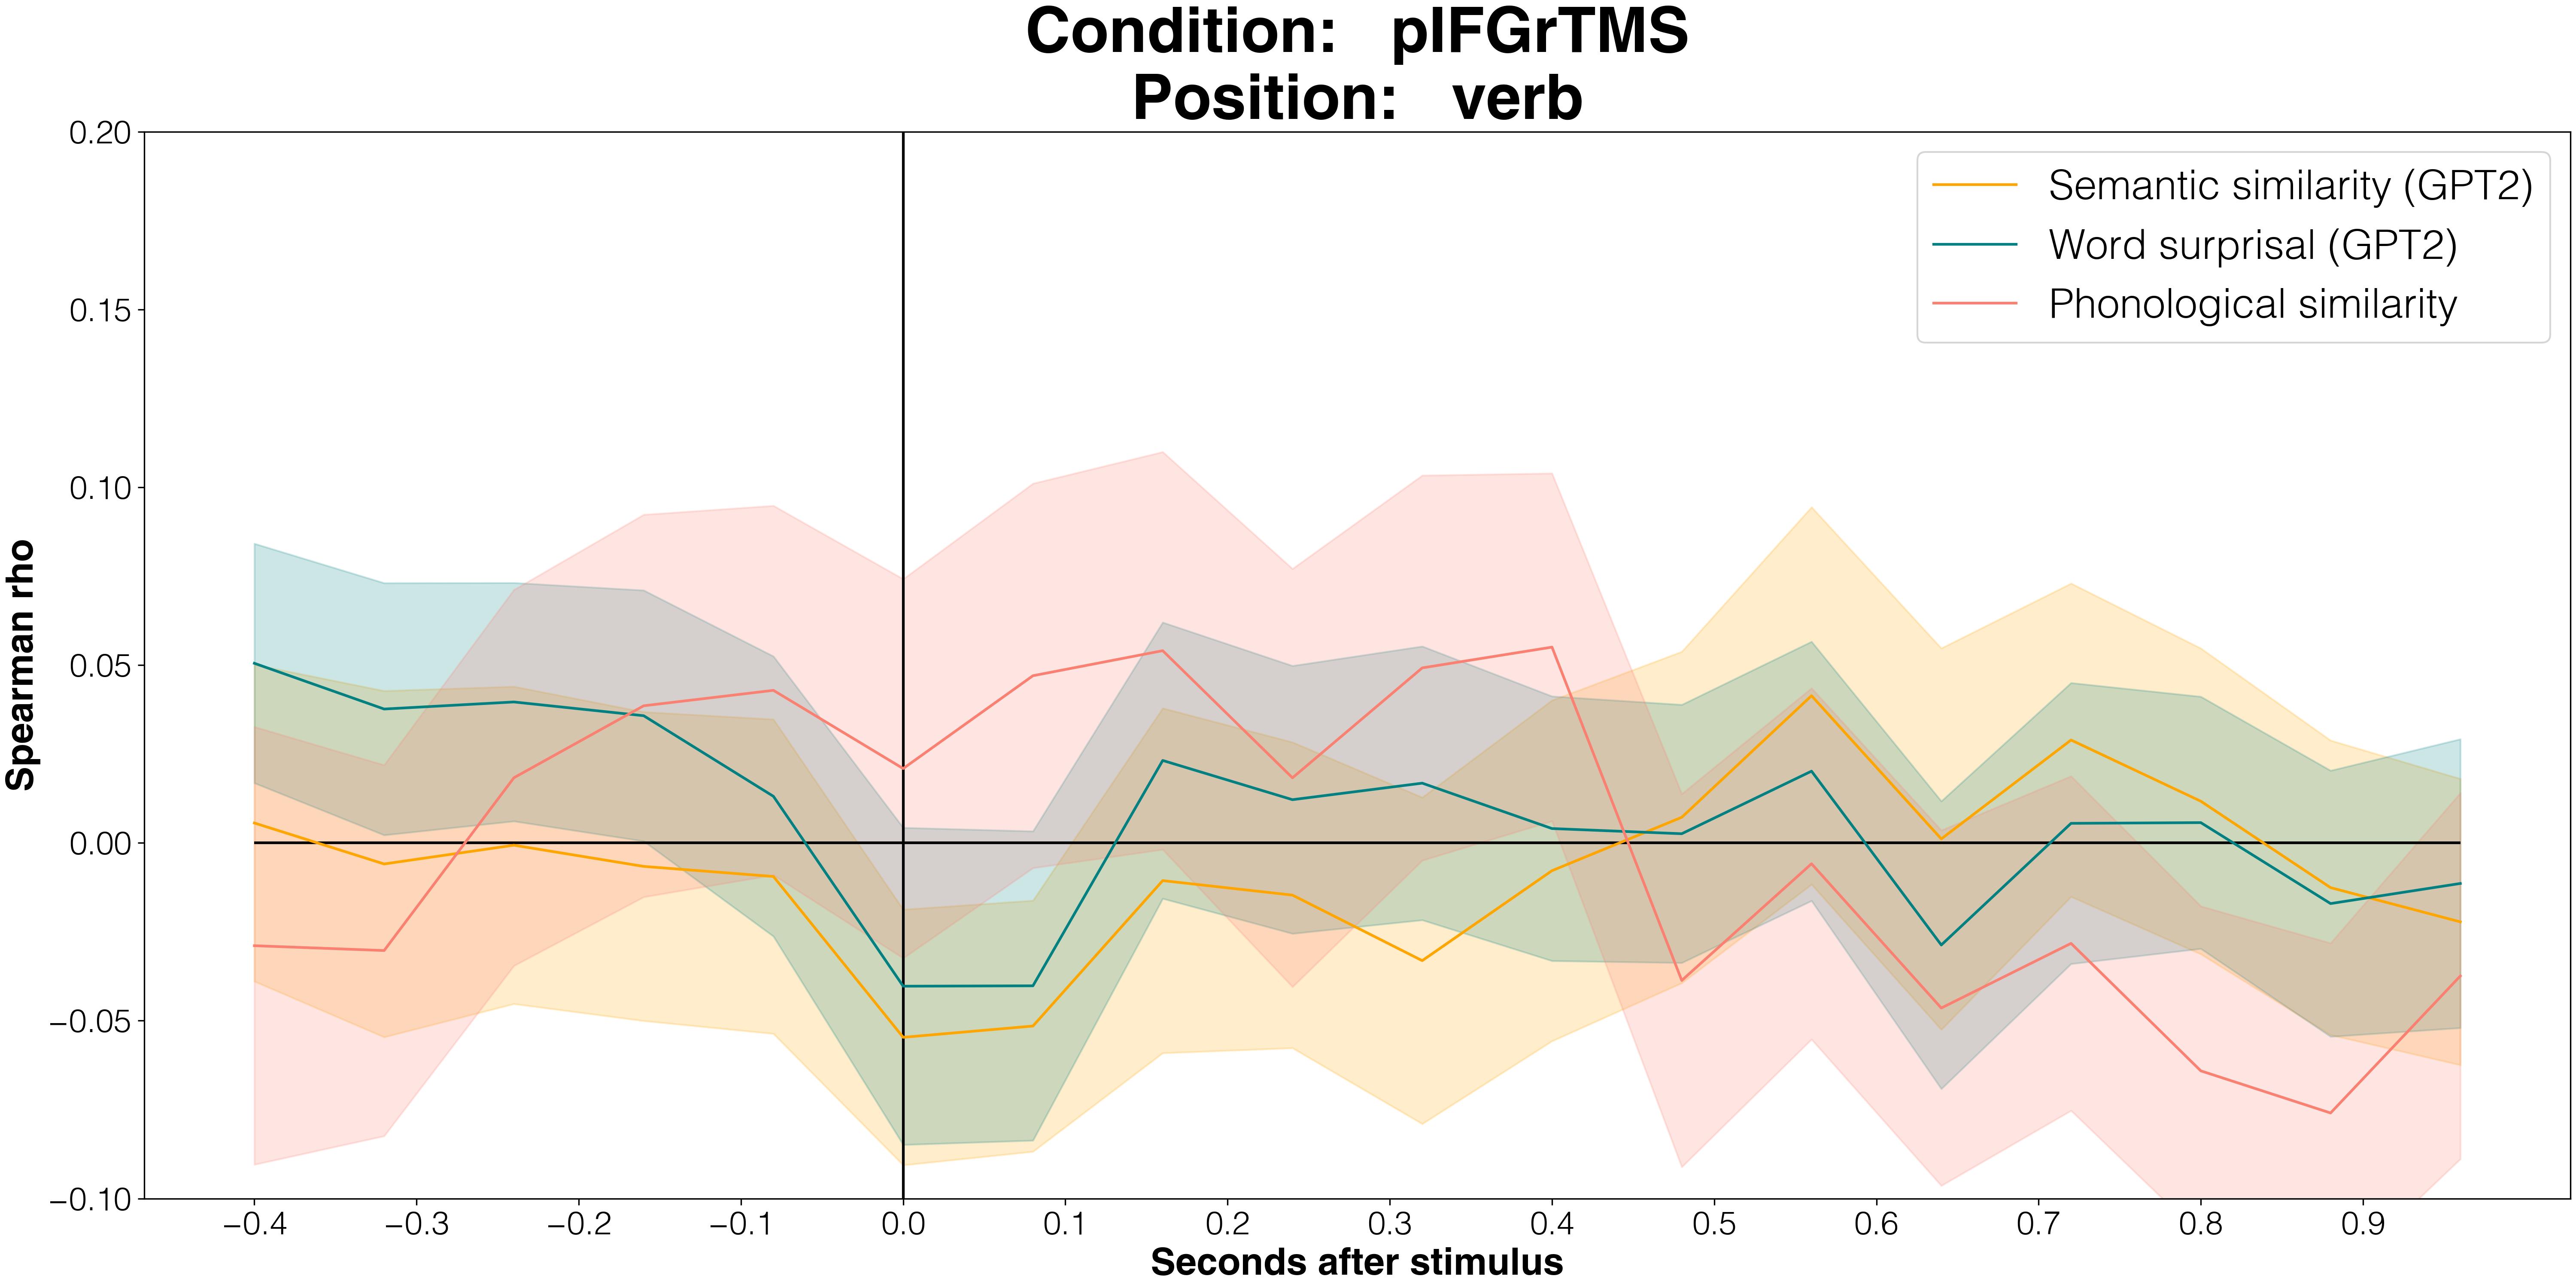 Condition: pIFGrTMS
Position: verb
Semantic similarity (GPT2)
Word surprisal (GPT2)
Phonological similarity
Spearman rho
0.20
0.15
0.10
0.05
0.00
−0.05
−0.10
−0.4 −0.3 −0.2 −0.1 0.0 0.1 0.2 0.3 0.4 0.5 0.6 0.7 0.8 0.9
Seconds after stimulus